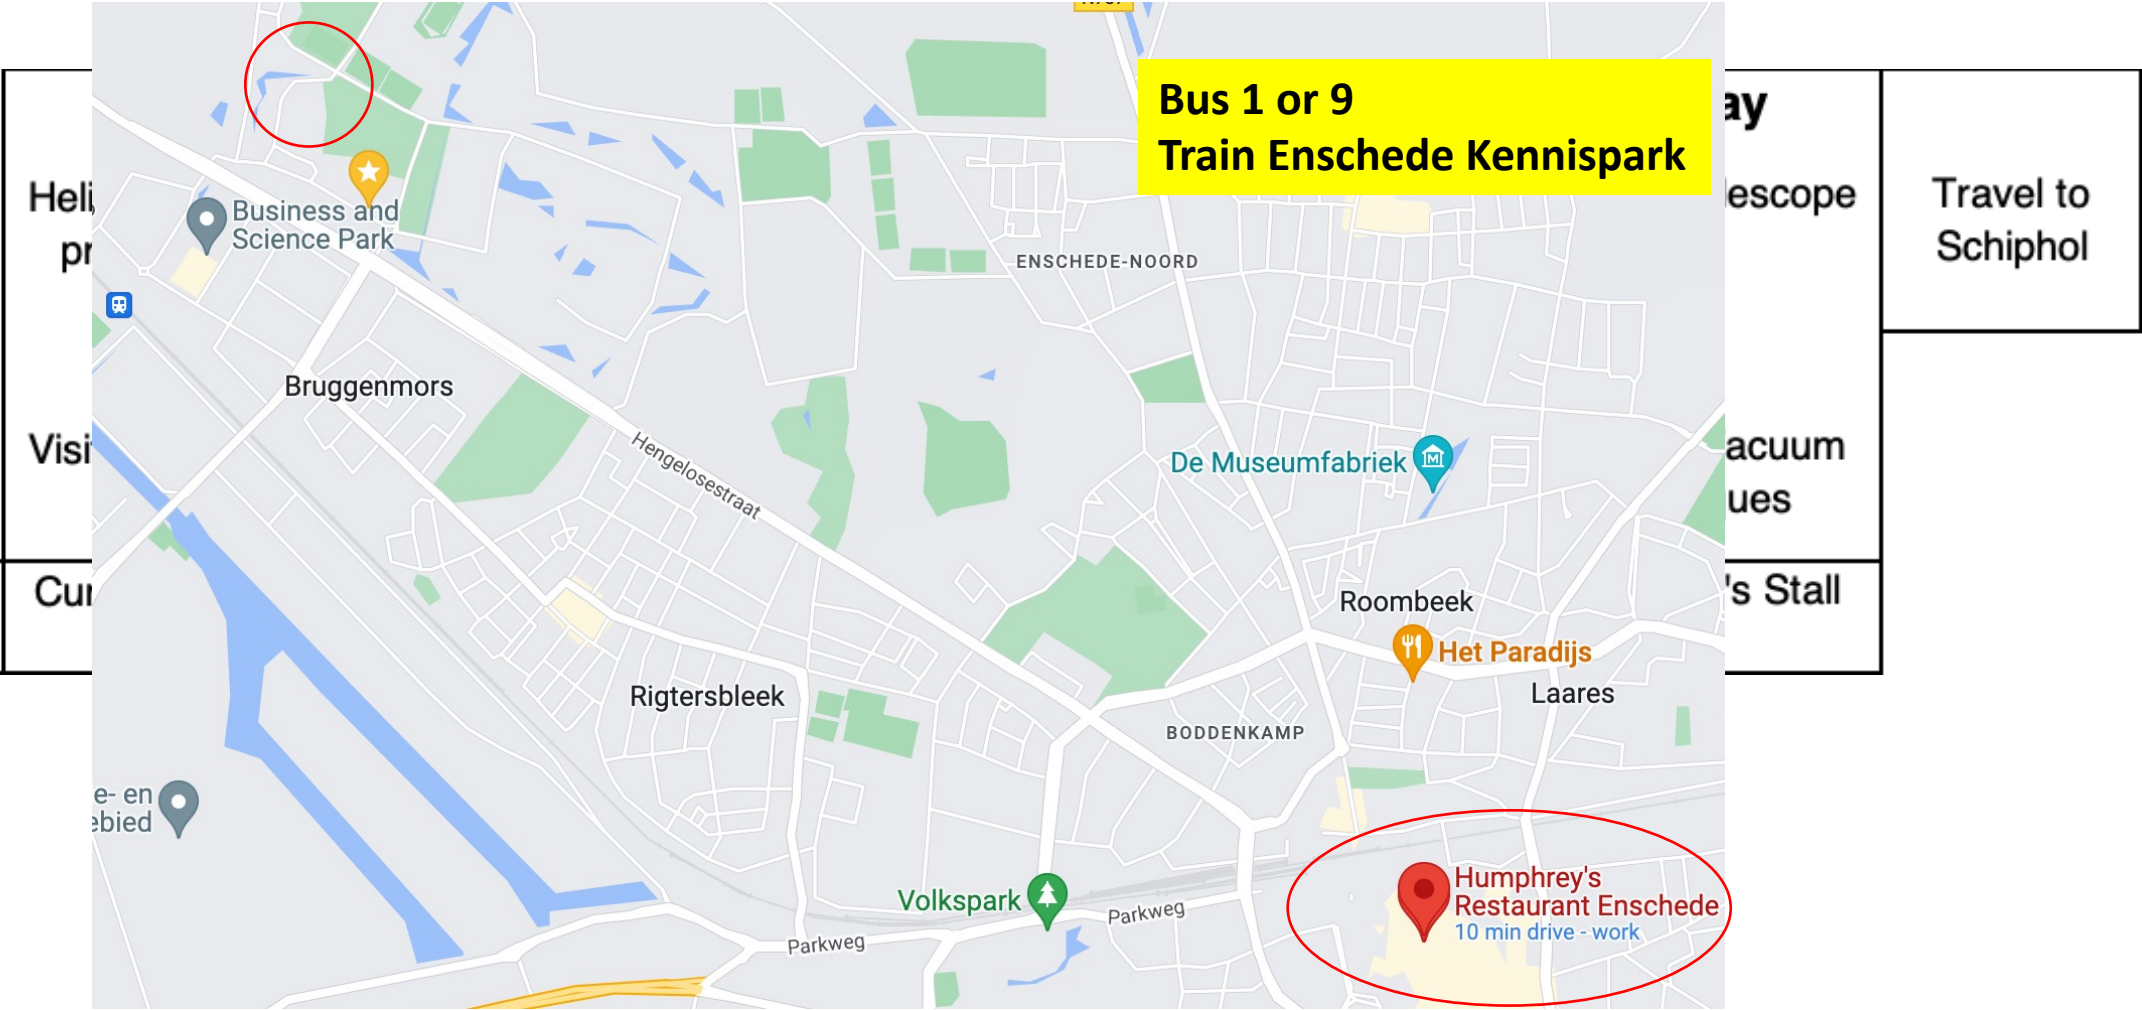 Bus 1 or 9
Train Enschede Kennispark
ay
Heli
pr
lescope
Travel to
Schiphol
Business and
Science Park
ENSCHEDE-NOORD
Bruggenmors
Visi
Hengelosestraat
De Museumfabriek
acuum
ues
Cur
Roombeek
's Stall
Het Paradijs
Rigtersbleek
Laares
BODDENKAMP
e- en
ebied
Volkspark
Parkweg
Parkweg
Humphrey's
Restaurant Enschede
10 min drive - work